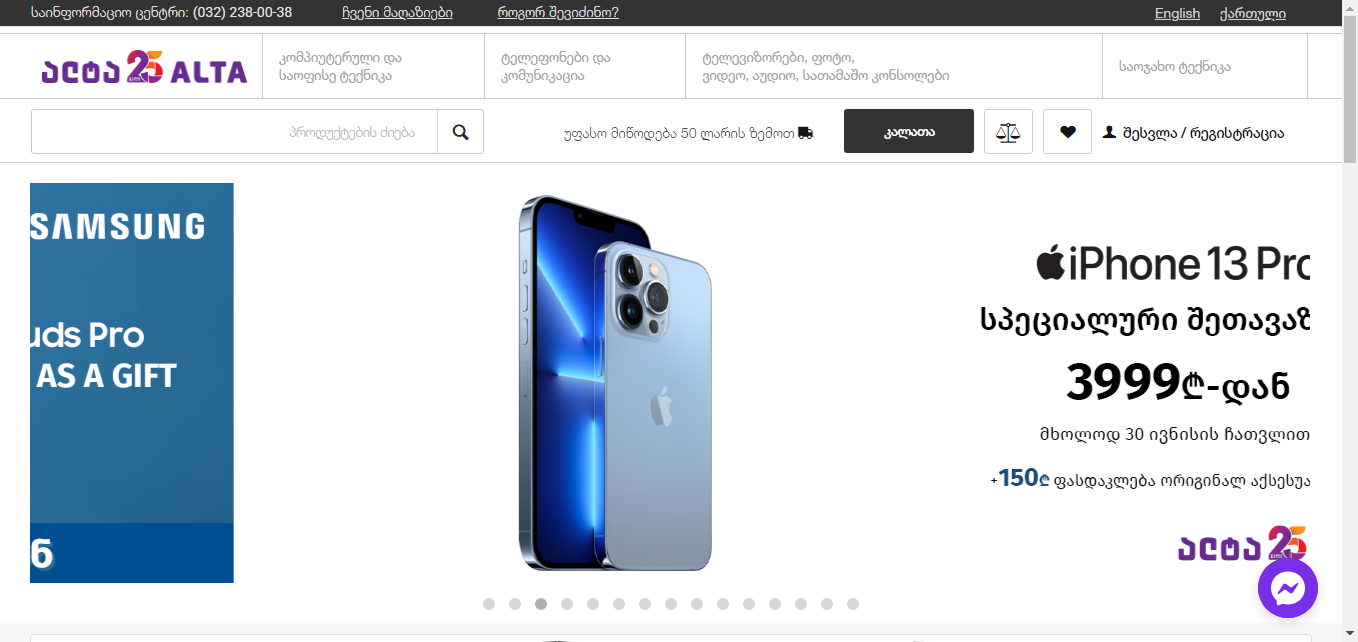 საინფორმაციო ცენტრი: (032) 238-00-38
ჩვენი მაღაზიები
როგორ შევიძინო?
English
ქართული
ალტა 25 ALTA
კომპიუტერული და
საოფისე ტექნიკა
ტელეფონები და
კომუნიკაცია
ტელევიზორები, ფოტო,
ვიდეო, აუდიო, სათამაშო კონსოლები
საოჯახო ტექნიკა
პროდუქტების ძიება
უფასო მიწოდება 50 ლარის ზემოთ
კალათა
შესვლა / რეგისტრაცია
SAMSUNG
uds Pro
AS A GIFT
6
iPhone 13 Pro
სპეციალური შეთავაზ
3999₾-დან
მხოლოდ 30 ივნისის ჩათვლით
+150₾ ფასდაკლება ორიგინალ აქსესუა
ალტა 25